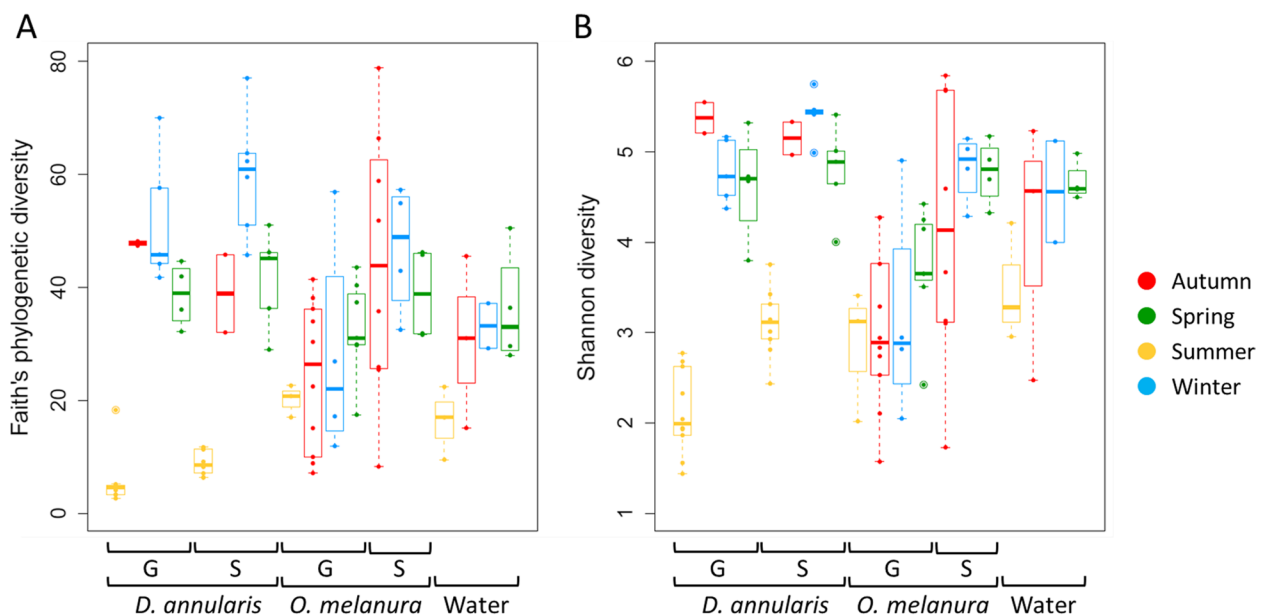 A
Faith's phylogenetic diversity
80
60
40
20
0
G S G S
D. annularis O. melanura Water
B
Shannon diversity
6
5
4
3
2
1
G S G S
D. annularis O. melanura Water
Autumn
Spring
Summer
Winter